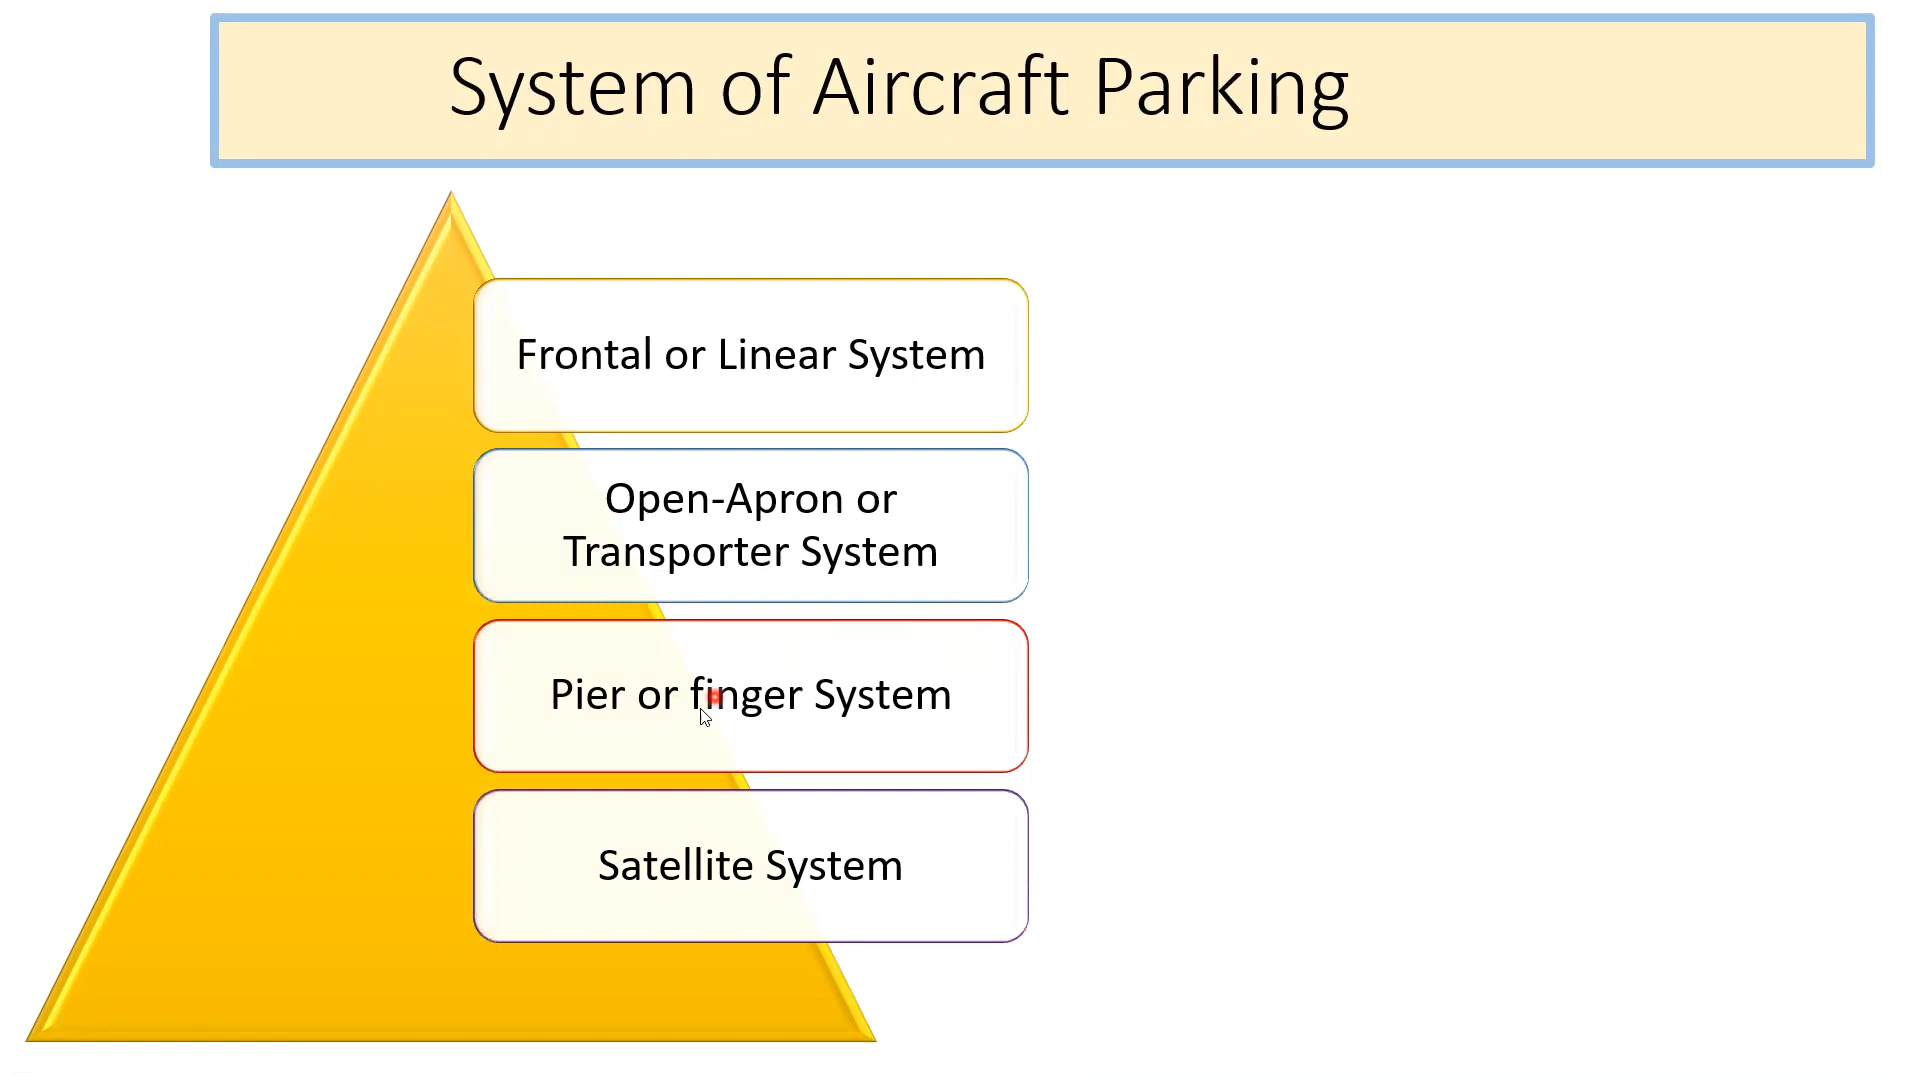 System of Aircraft Parking
Frontal or Linear System
Open-Apron or
Transporter System
Pier or finger System
Satellite System